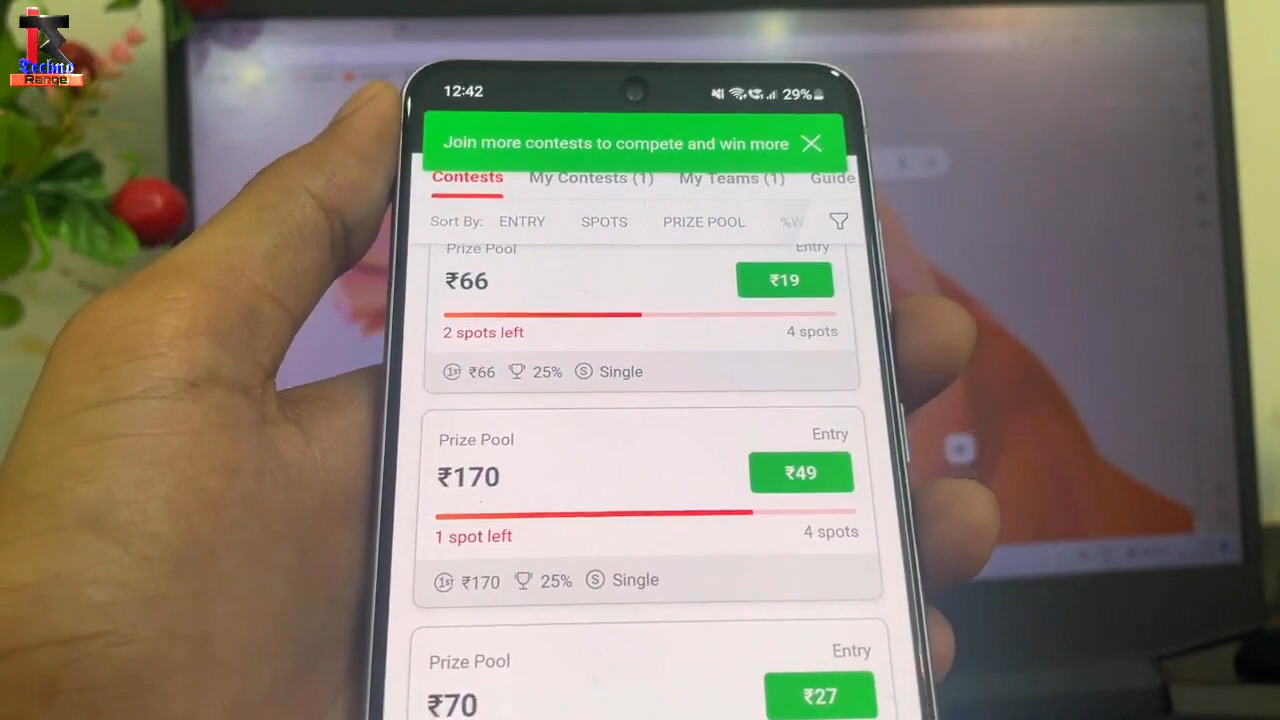 Techno
Range
12:42
29%
Join more contests to compete and win more
Contests
My Contests (1)
My Teams (1)
Guide
Sort By:
ENTRY
SPOTS
PRIZE POOL
%W
Prize Pool
Entry
₹66
₹19
2 spots left
4 spots
1st ₹66
25%
S Single
Prize Pool
Entry
₹170
₹49
1 spot left
4 spots
1st ₹170
25%
S Single
Prize Pool
Entry
₹70
₹27